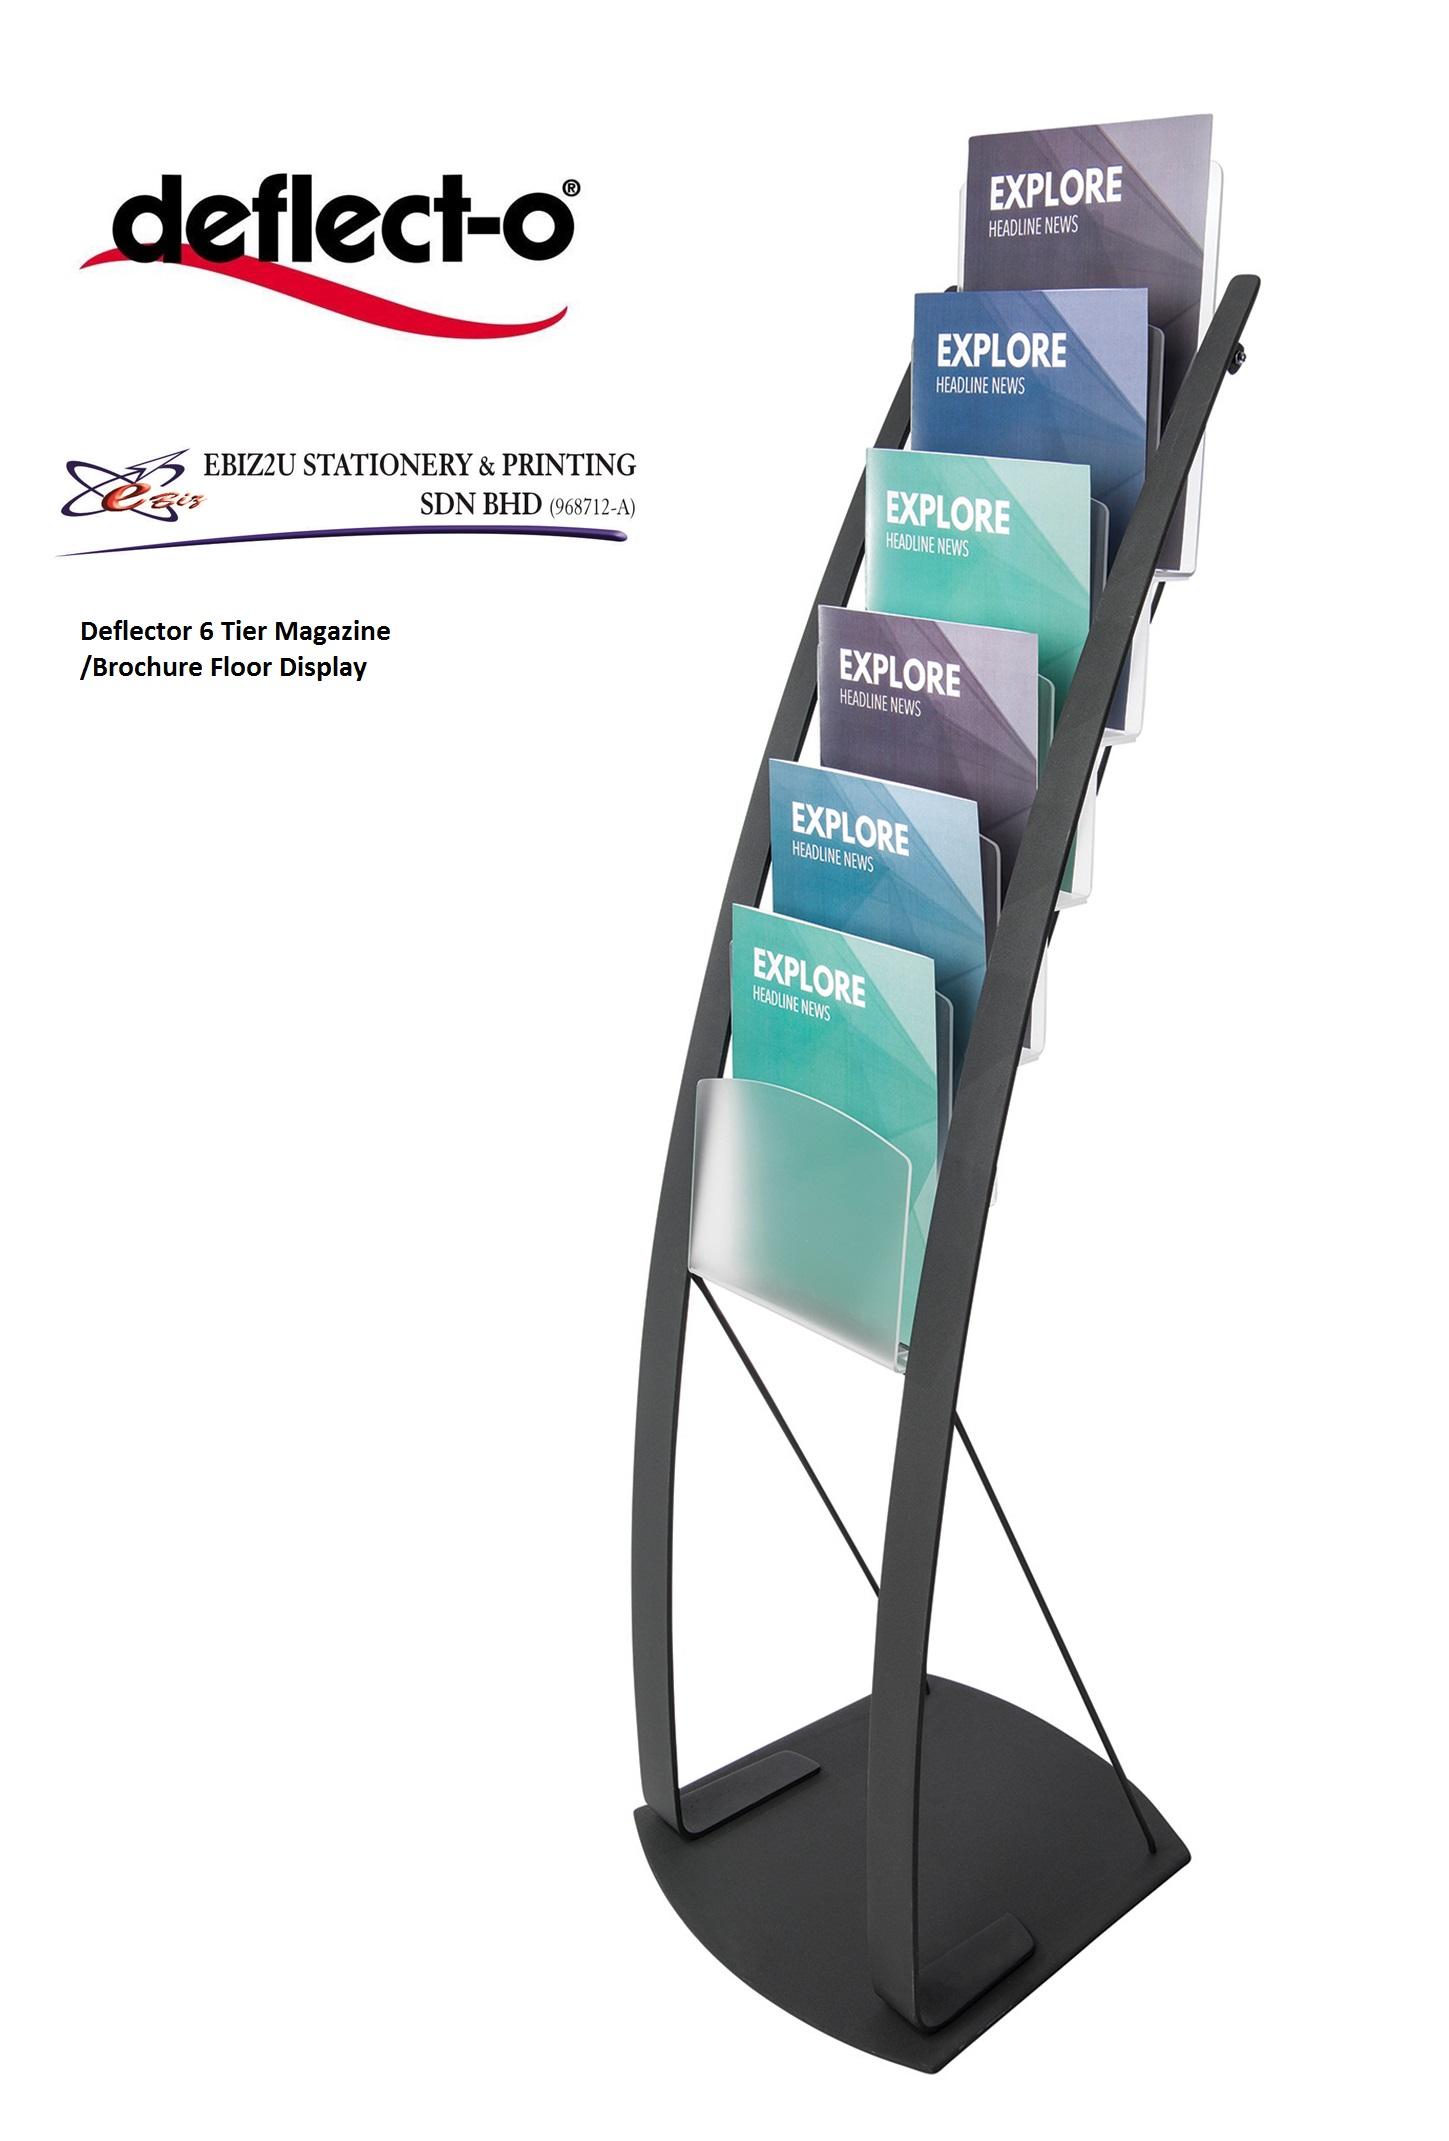 deflect-o®
eBiz
EBIZ2U STATIONERY & PRINTING
SDN BHD (968712-A)
Deflector 6 Tier Magazine
/Brochure Floor Display
EXPLORE
HEADLINE NEWS
EXPLORE
HEADLINE NEWS
EXPLORE
HEADLINE NEWS
EXPLORE
HEADLINE NEWS
EXPLORE
HEADLINE NEWS
EXPLORE
HEADLINE NEWS